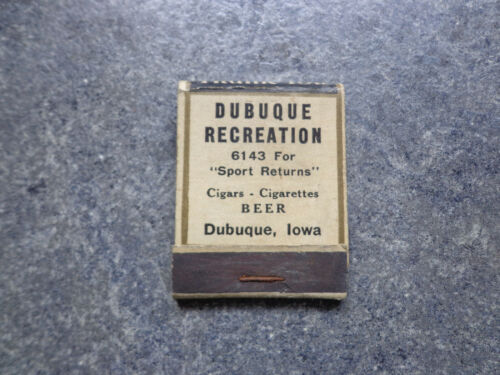 DUBUQUE
RECREATION
6143 For
"Sport Returns"
Cigars - Cigarettes
BEER
Dubuque, Iowa